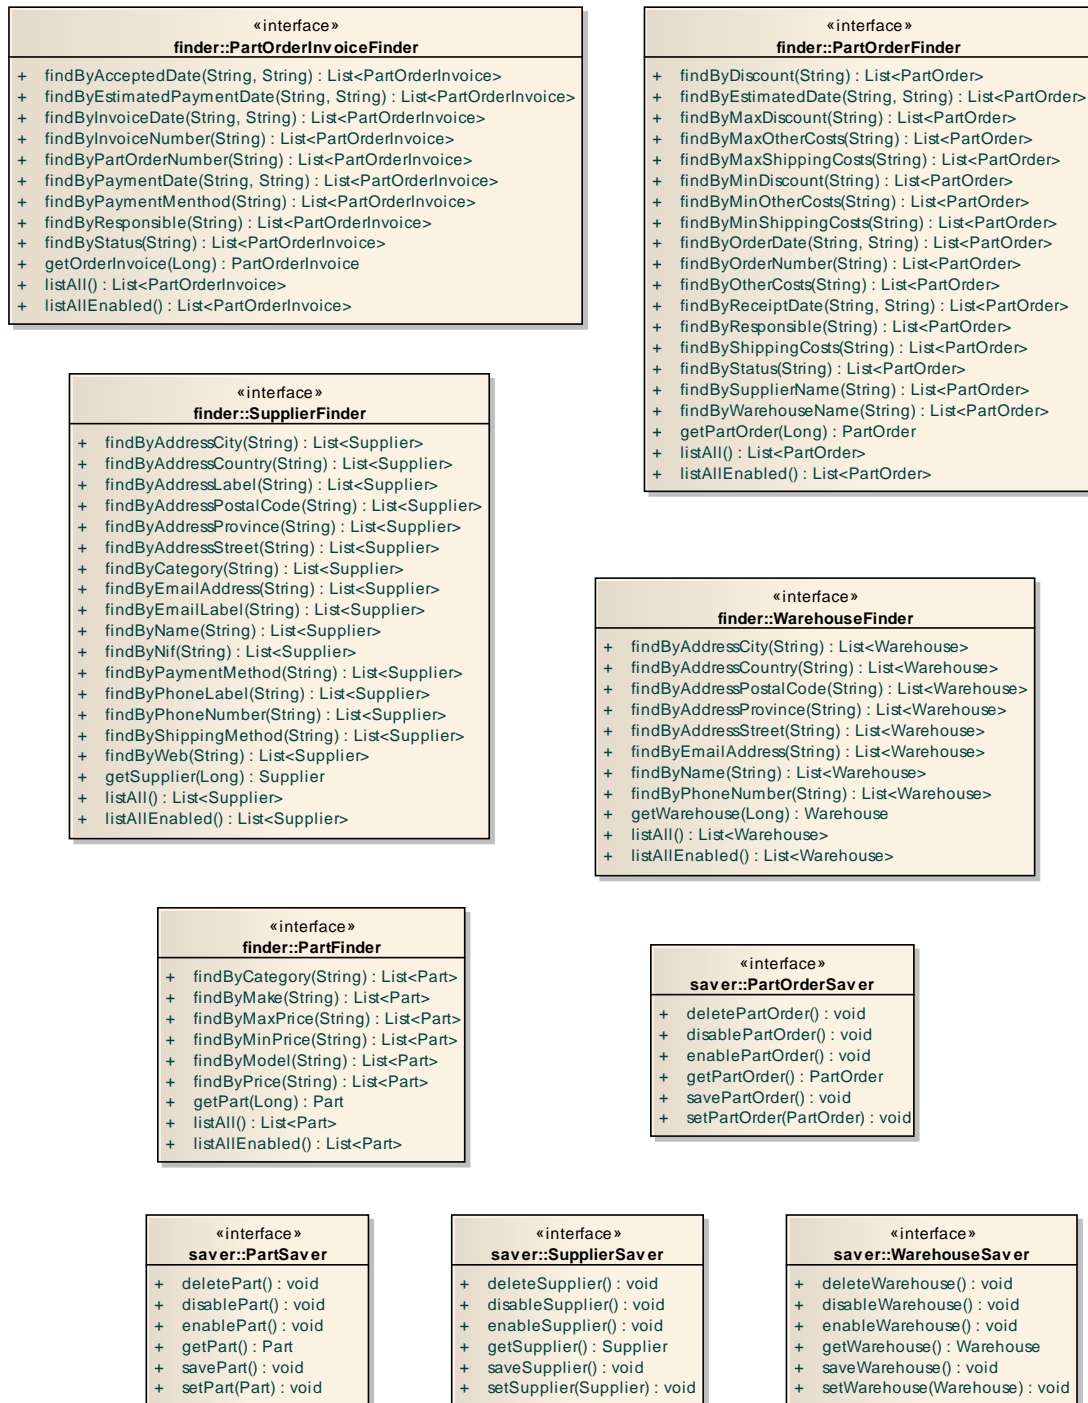 «interface»
finder::PartOrderInvoiceFinder
+ findByAcceptedDate(String, String) : List<PartOrderInvoice>
+ findByEstimatedPaymentDate(String, String) : List<PartOrderInvoice>
+ findByInvoiceDate(String, String) : List<PartOrderInvoice>
+ findByInvoiceNumber(String) : List<PartOrderInvoice>
+ findByPartOrderNumber(String) : List<PartOrderInvoice>
+ findByPaymentDate(String, String) : List<PartOrderInvoice>
+ findByPaymentMenthod(String) : List<PartOrderInvoice>
+ findByResponsible(String) : List<PartOrderInvoice>
+ findByStatus(String) : List<PartOrderInvoice>
+ getOrderInvoice(Long) : PartOrderInvoice
+ listAll() : List<PartOrderInvoice>
+ listAllEnabled() : List<PartOrderInvoice>
«interface»
finder::PartOrderFinder
+ findByDiscount(String) : List<PartOrder>
+ findByEstimatedDate(String, String) : List<PartOrder>
+ findByMaxDiscount(String) : List<PartOrder>
+ findByMaxOtherCosts(String) : List<PartOrder>
+ findByMaxShippingCosts(String) : List<PartOrder>
+ findByMinDiscount(String) : List<PartOrder>
+ findByMinOtherCosts(String) : List<PartOrder>
+ findByMinShippingCosts(String) : List<PartOrder>
+ findByOrderDate(String, String) : List<PartOrder>
+ findByOrderNumber(String) : List<PartOrder>
+ findByOtherCosts(String) : List<PartOrder>
+ findByReceiptDate(String, String) : List<PartOrder>
+ findByResponsible(String) : List<PartOrder>
+ findByShippingCosts(String) : List<PartOrder>
+ findByStatus(String) : List<PartOrder>
+ findBySupplierName(String) : List<PartOrder>
+ findByWarehouseName(String) : List<PartOrder>
+ getPartOrder(Long) : PartOrder
+ listAll() : List<PartOrder>
+ listAllEnabled() : List<PartOrder>
«interface»
finder::SupplierFinder
+ findByAddressCity(String) : List<Supplier>
+ findByAddressCountry(String) : List<Supplier>
+ findByAddressLabel(String) : List<Supplier>
+ findByAddressPostalCode(String) : List<Supplier>
+ findByAddressProvince(String) : List<Supplier>
+ findByAddressStreet(String) : List<Supplier>
+ findByCategory(String) : List<Supplier>
+ findByEmailAddress(String) : List<Supplier>
+ findByEmailLabel(String) : List<Supplier>
+ findByName(String) : List<Supplier>
+ findByNif(String) : List<Supplier>
+ findByPaymentMethod(String) : List<Supplier>
+ findByPhoneLabel(String) : List<Supplier>
+ findByPhoneNumber(String) : List<Supplier>
+ findByShippingMethod(String) : List<Supplier>
+ findByWeb(String) : List<Supplier>
+ getSupplier(Long) : Supplier
+ listAll() : List<Supplier>
+ listAllEnabled() : List<Supplier>
«interface»
finder::WarehouseFinder
+ findByAddressCity(String) : List<Warehouse>
+ findByAddressCountry(String) : List<Warehouse>
+ findByAddressPostalCode(String) : List<Warehouse>
+ findByAddressProvince(String) : List<Warehouse>
+ findByAddressStreet(String) : List<Warehouse>
+ findByEmailAddress(String) : List<Warehouse>
+ findByName(String) : List<Warehouse>
+ findByPhoneNumber(String) : List<Warehouse>
+ getWarehouse(Long) : Warehouse
+ listAll() : List<Warehouse>
+ listAllEnabled() : List<Warehouse>
«interface»
finder::PartFinder
+ findByCategory(String) : List<Part>
+ findByMake(String) : List<Part>
+ findByMaxPrice(String) : List<Part>
+ findByMinPrice(String) : List<Part>
+ findByModel(String) : List<Part>
+ findByPrice(String) : List<Part>
+ getPart(Long) : Part
+ listAll() : List<Part>
+ listAllEnabled() : List<Part>
«interface»
saver::PartOrderSaver
+ deletePartOrder() : void
+ disablePartOrder() : void
+ enablePartOrder() : void
+ getPartOrder() : PartOrder
+ savePartOrder() : void
+ setPartOrder(PartOrder) : void
«interface»
saver::PartSaver
+ deletePart() : void
+ disablePart() : void
+ enablePart() : void
+ getPart() : Part
+ savePart() : void
+ setPart(Part) : void
«interface»
saver::SupplierSaver
+ deleteSupplier() : void
+ disableSupplier() : void
+ enableSupplier() : void
+ getSupplier() : Supplier
+ saveSupplier() : void
+ setSupplier(Supplier) : void
«interface»
saver::WarehouseSaver
+ deleteWarehouse() : void
+ disableWarehouse() : void
+ enableWarehouse() : void
+ getWarehouse() : Warehouse
+ saveWarehouse() : void
+ setWarehouse(Warehouse) : void